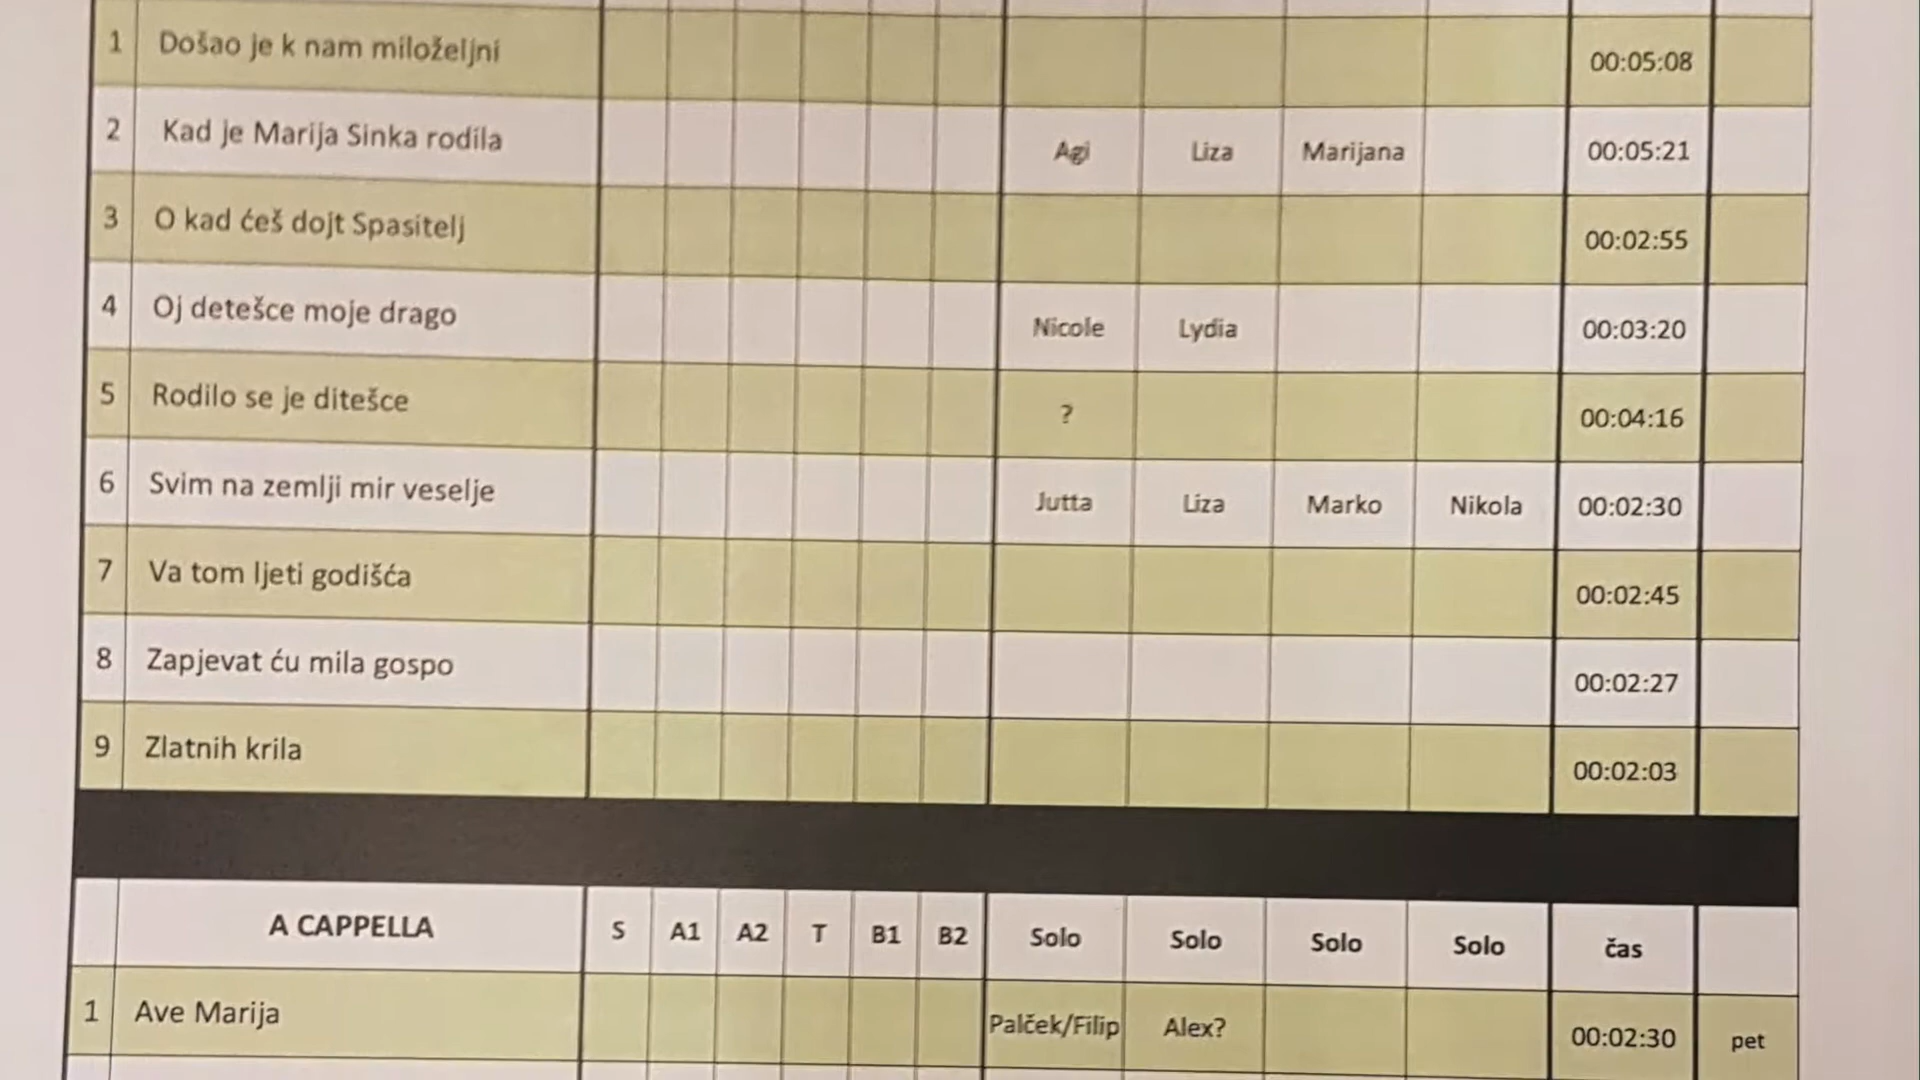 1 Došao je k nam miloželjni 00:05:08
2 Kad je Marija Sinka rodila Agi Liza Marijana 00:05:21
3 O kad ćeš dojt Spasitelj 00:02:55
4 Oj detešce moje drago Nicole Lydia 00:03:20
5 Rodilo se je ditešce ? 00:04:16
6 Svim na zemlji mir veselje Jutta Liza Marko Nikola 00:02:30
7 Va tom ljeti godišća 00:02:45
8 Zapjevat ću mila gospo 00:02:27
9 Zlatnih krila 00:02:03
A CAPPELLA S A1 A2 T B1 B2 Solo Solo Solo Solo čas
1 Ave Marija Palček/Filip Alex? 00:02:30 pet